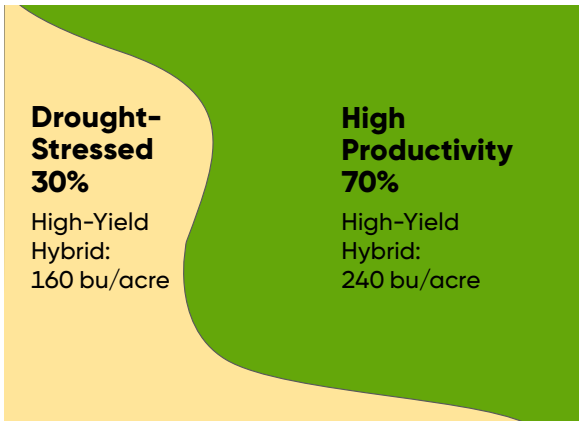 Drought-
Stressed
30%
High-Yield
Hybrid:
160 bu/acre
High
Productivity
70%
High-Yield
Hybrid:
240 bu/acre